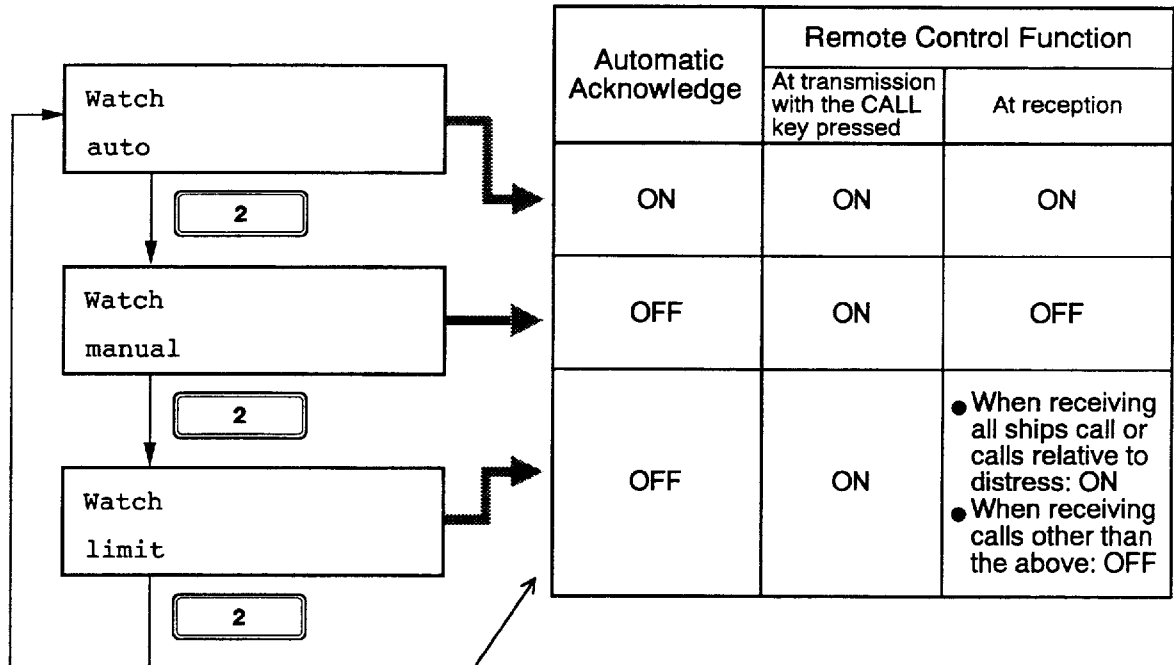 Watch
auto
2
Watch
manual
2
Watch
limit
2
Automatic
Acknowledge
Remote Control Function
At transmission
with the CALL
key pressed
At reception
ON
ON
ON
OFF
ON
OFF
OFF
ON
● When receiving
all ships call or
calls relative to
distress: ON
● When receiving
calls other than
the above: OFF